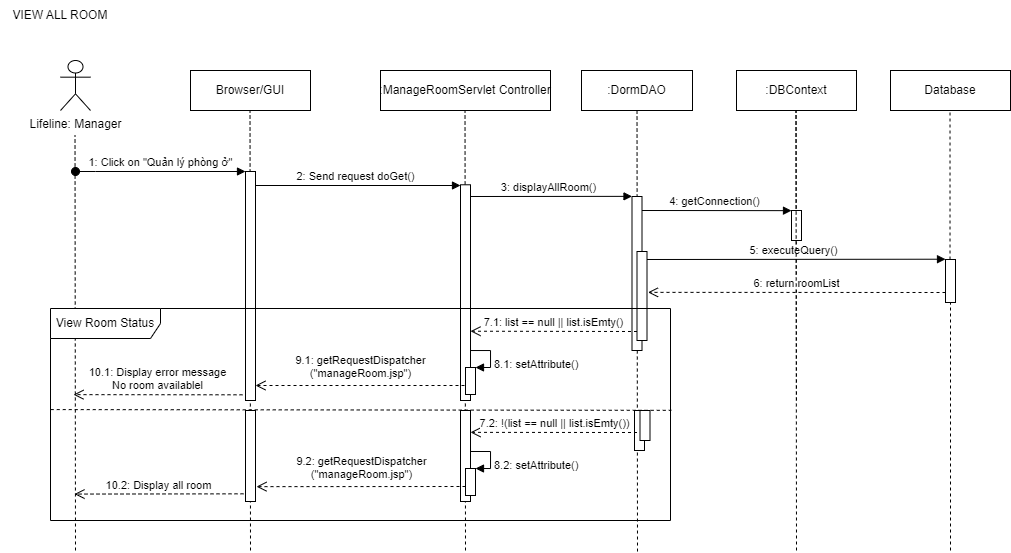 VIEW ALL ROOM
Lifeline: Manager
Browser/GUI
:ManageRoomServlet Controller
:DormDAO
:DBContext
Database
1: Click on "Quản lý phòng ở"
2: Send request doGet()
3: displayAllRoom()
4: getConnection()
5: executeQuery()
6: return roomList
View Room Status
7.1: list == null || list.isEmty()
8.1: setAttribute()
9.1: getRequestDispatcher
("manageRoom.jsp")
10.1: Display error message
No room available!
7.2: !(list == null || list.isEmty())
8.2: setAttribute()
9.2: getRequestDispatcher
("manageRoom.jsp")
10.2: Display all room